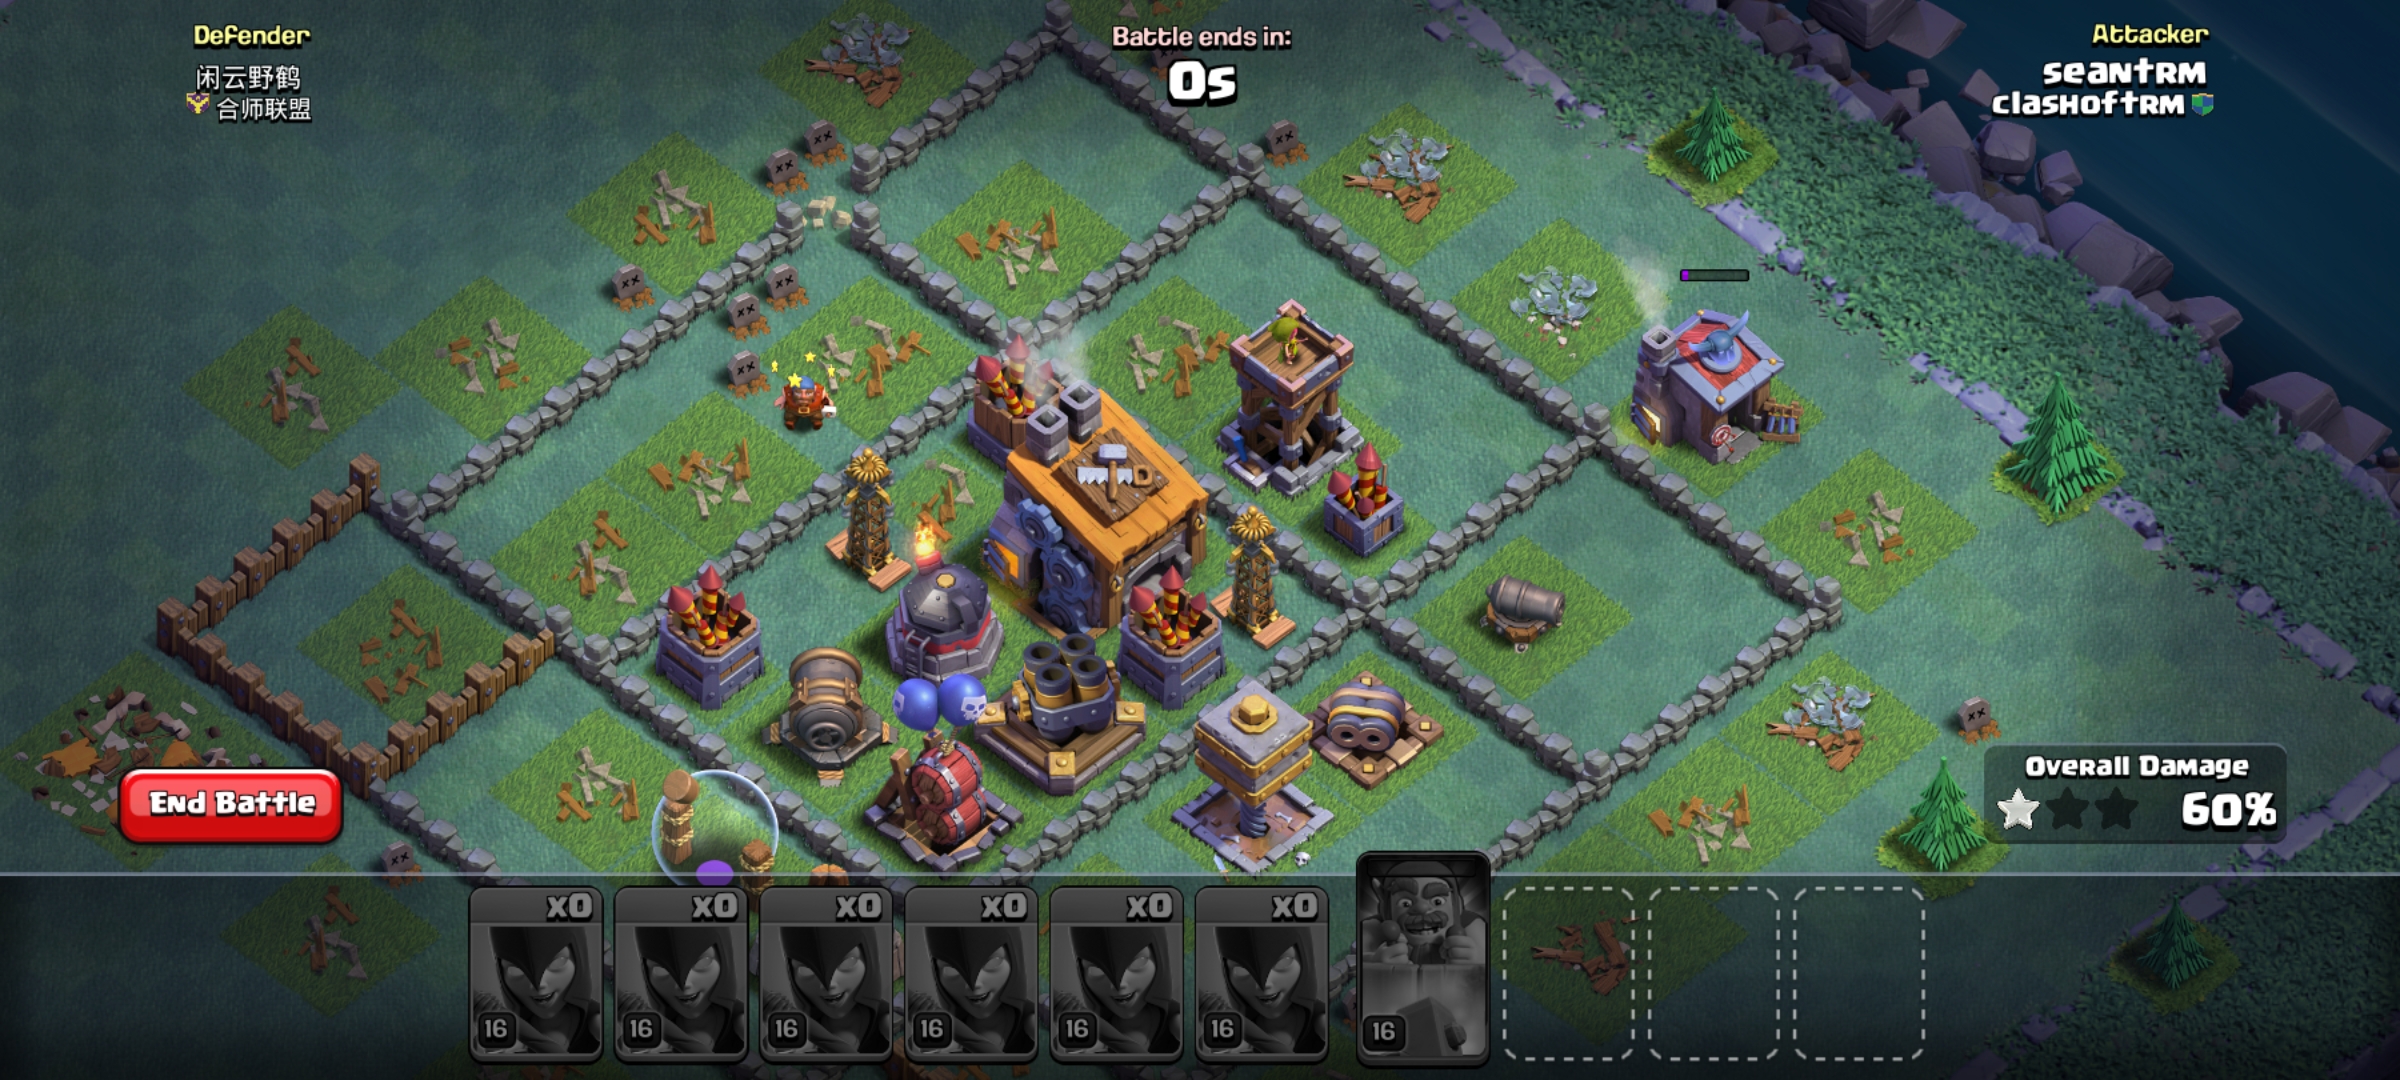 Defender
闲云野鹤
合师联盟
Battle ends in:
0s
Attacker
seantRM
clashoftRM
End Battle
Overall Damage
60%
x0
x0
x0
x0
x0
x0
16
16
16
16
16
16
16